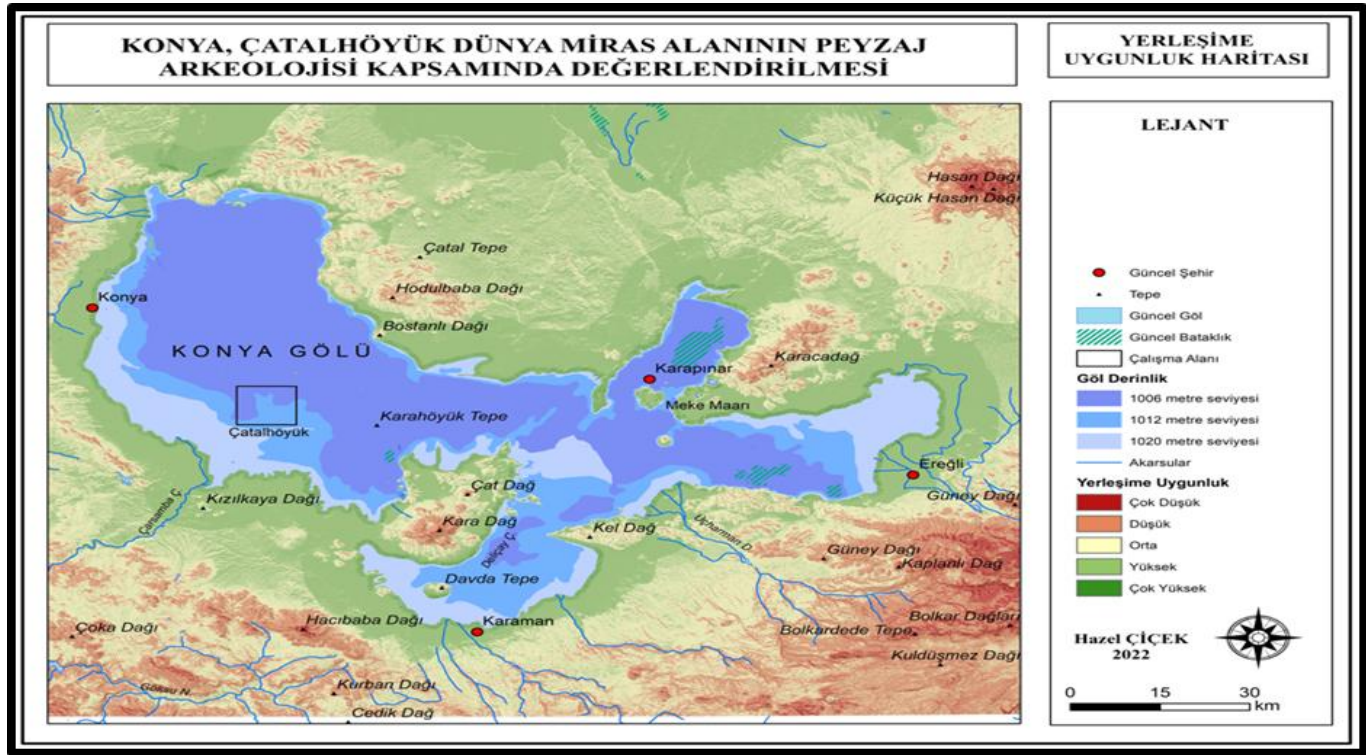 KONYA, ÇATALHÖYÜK DÜNYA MİRAS ALANININ PEYZAJ
ARKEOLOJİSİ KAPSAMINDA DEĞERLENDİRİLMESİ
YERLEŞİME
UYGUNLUK HARİTASI
Hasan Dağı
Küçük Hasan Dağı
Çatal Tepe
Hodulbaba Dağı
Konya
Bostanlı Dağı
KONYA GÖLÜ
Karacadağ
Karapınar
Meke Maarı
Karahöyük Tepe
Çatalhöyük
Ereğli
Çat Dağ
Kızılkaya Dağı
Güney Dağı
Çarşamba Ç.
Kara Dağ
Kel Dağ
Üçharman D.
Deliçay Ç.
Güney Dağı
Kaplanlı Dağ
Davda Tepe
Hacıbaba Dağı
Karaman
Çoka Dağı
Bolkar Dağları
Bolkardede Tepe
Kuldüşmez Dağı
Göksu N.
Kurban Dağı
Cedik Dağ
LEJANT
Güncel Şehir
Tepe
Güncel Göl
Güncel Bataklık
Çalışma Alanı
Göl Derinlik
1006 metre seviyesi
1012 metre seviyesi
1020 metre seviyesi
Akarsular
Yerleşime Uygunluk
Çok Düşük
Düşük
Orta
Yüksek
Çok Yüksek
Hazel ÇİÇEK
2022
0 15 30
km